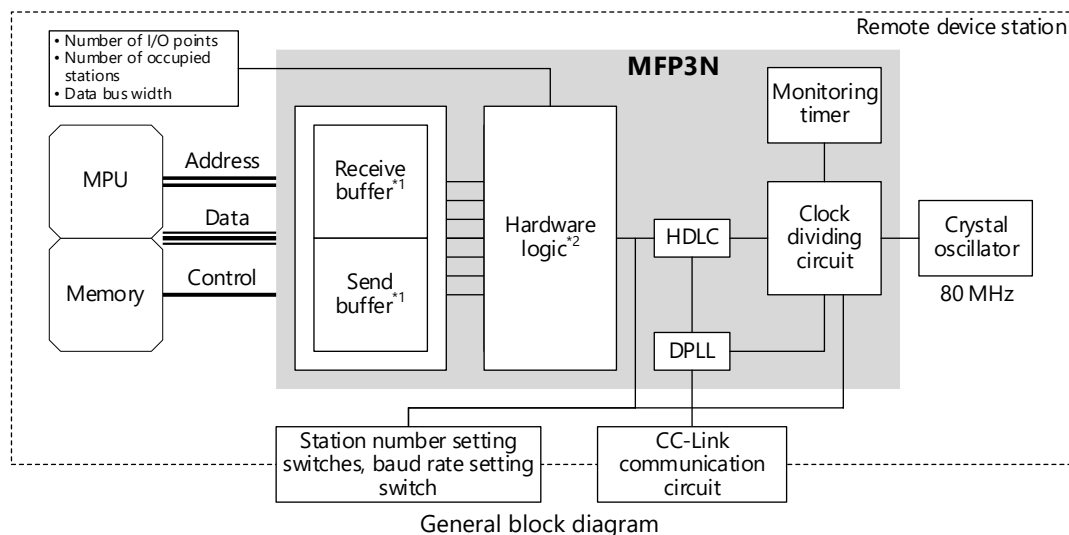 Remote device station
• Number of I/O points
• Number of occupied
stations
• Data bus width
MFP3N
Monitoring
timer
MPU
Memory
Address
Data
Control
Receive
buffer*1
Send
buffer*1
Hardware
logic*2
HDLC
DPLL
Clock
dividing
circuit
Crystal
oscillator
80 MHz
Station number setting
switches, baud rate setting
switch
CC-Link
communication
circuit
General block diagram